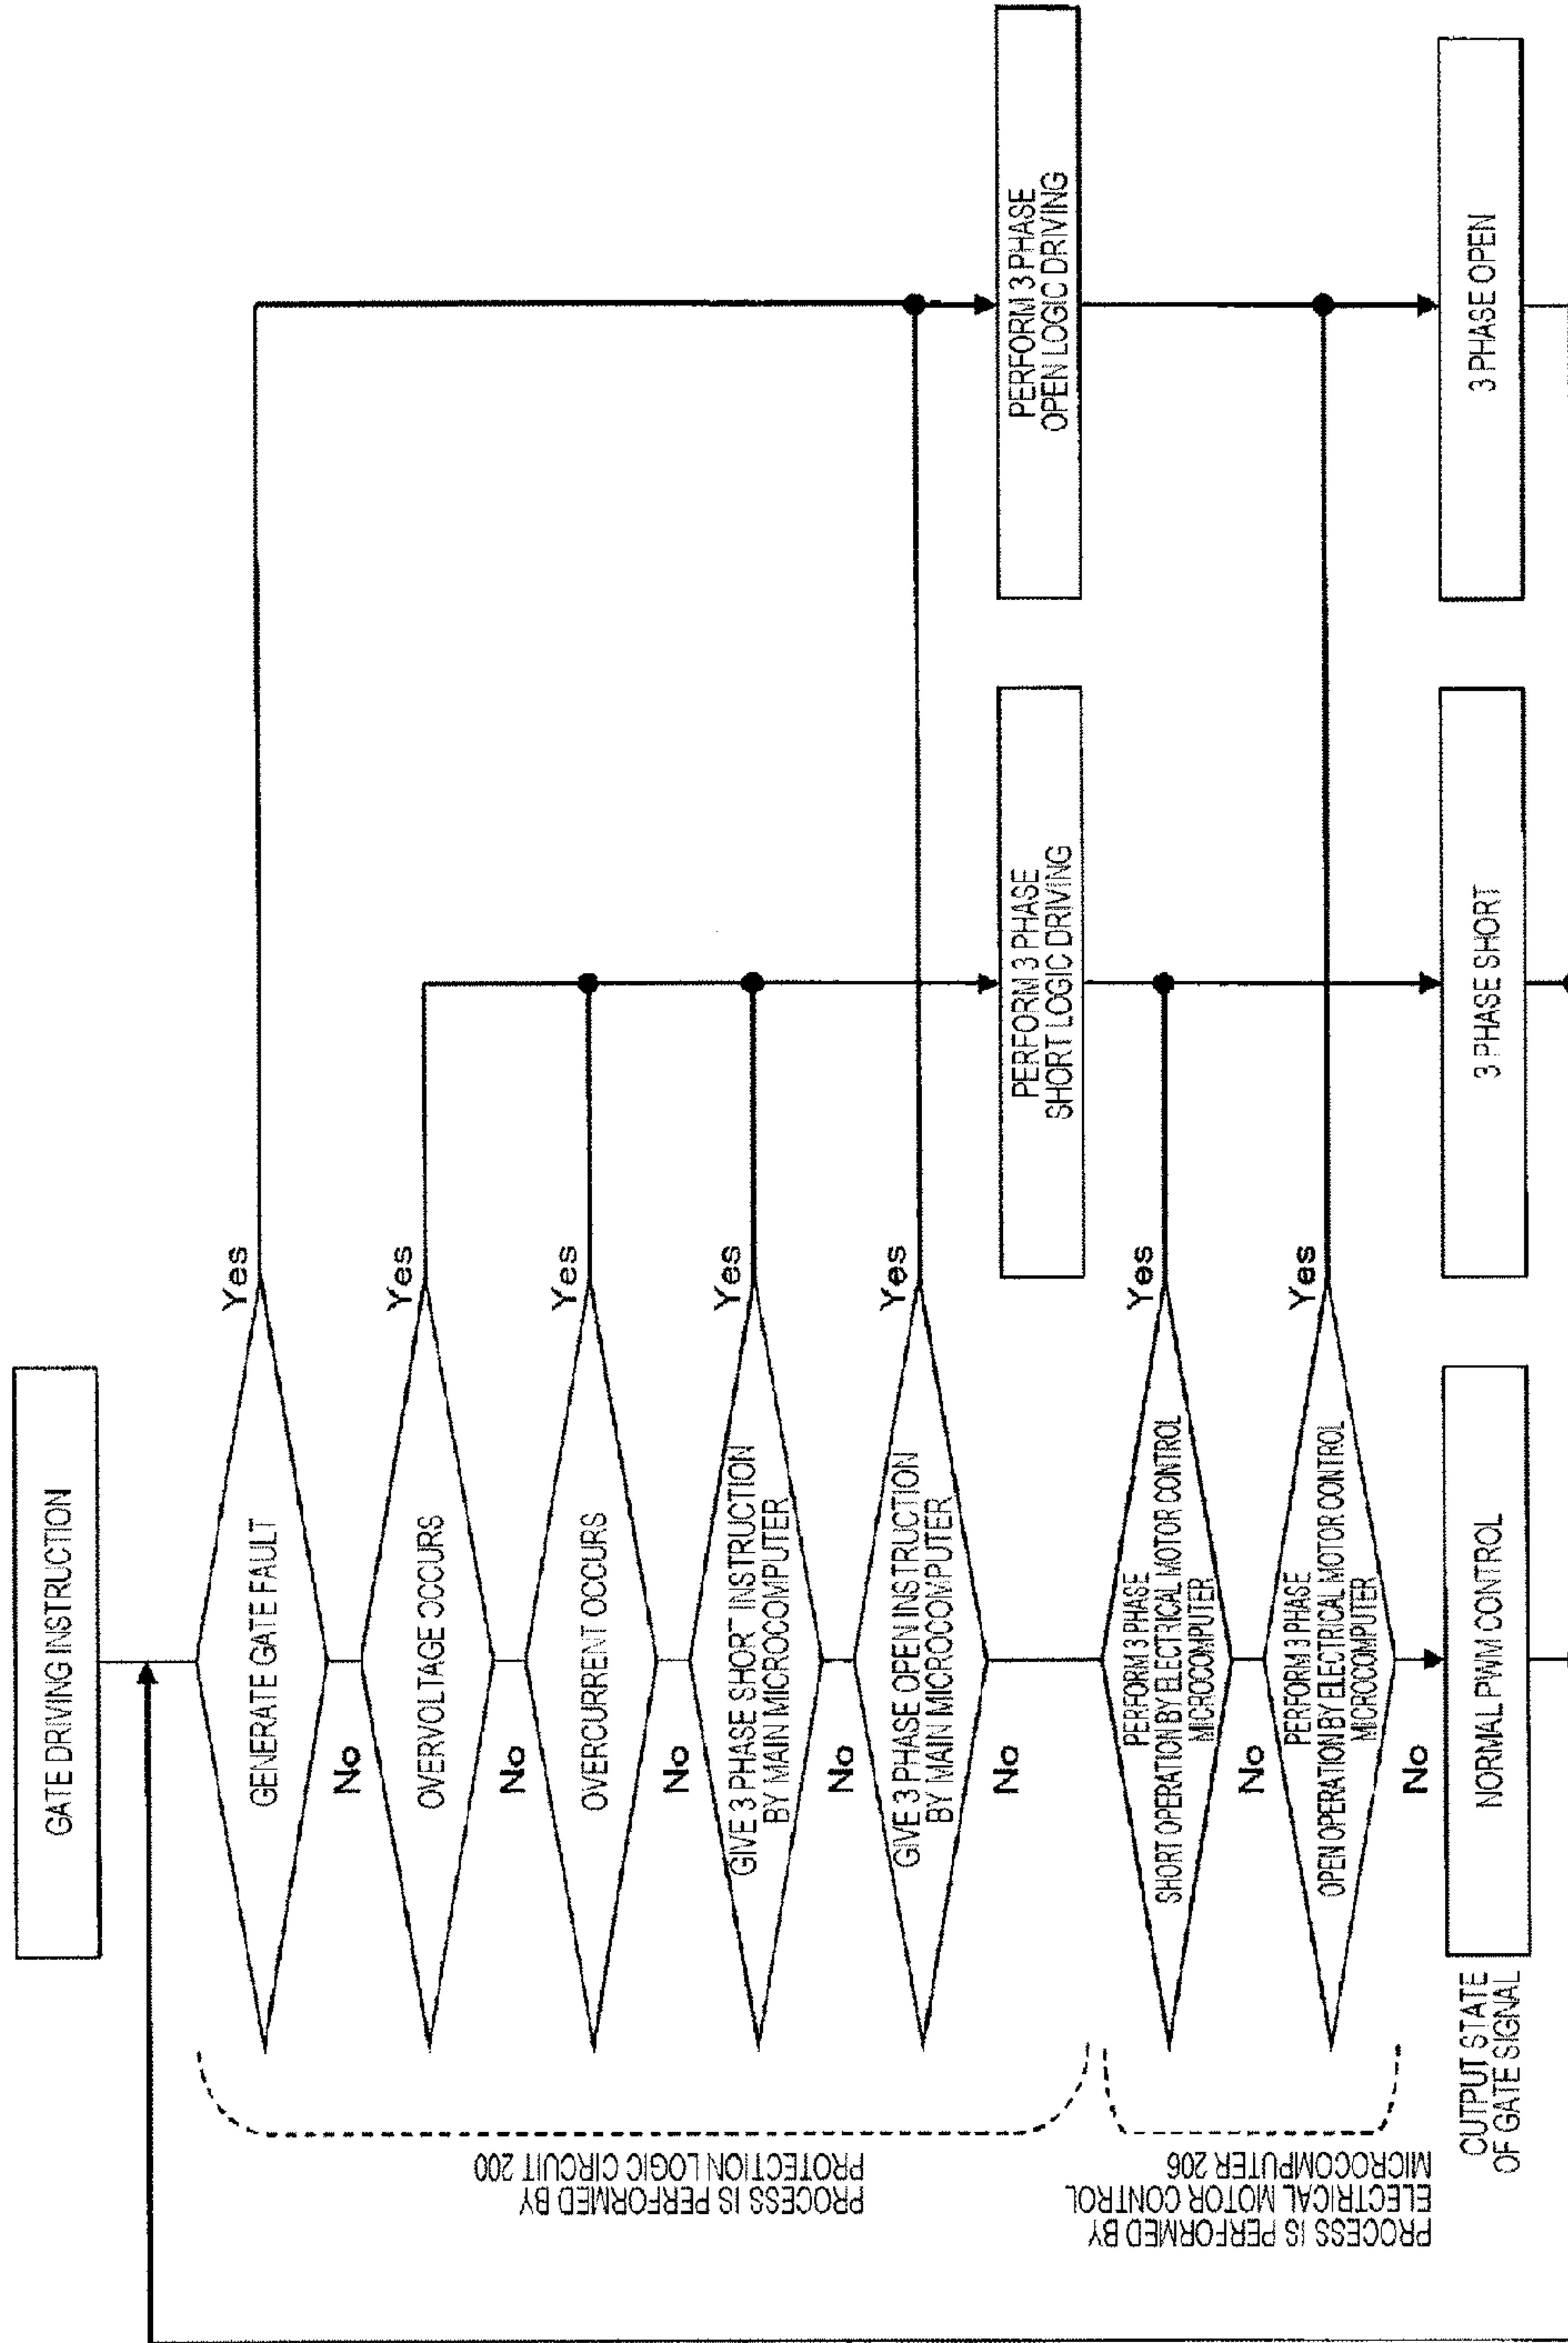 GATE DRIVING INSTRUCTION
GENERATE GATE FAULT
Yes
No
OVERVOLTAGE OCCURS
Yes
No
OVERCURRENT OCCURS
Yes
No
GIVE 3 PHASE SHORT INSTRUCTION
BY MAIN MICROCOMPUTER
Yes
No
GIVE 3 PHASE OPEN INSTRUCTION
BY MAIN MICROCOMPUTER
Yes
No
PROCESS IS PERFORMED BY
PROTECTION LOGIC CIRCUIT 200
PERFORM 3 PHASE
SHORT LOGIC DRIVING
PERFORM 3 PHASE
OPEN LOGIC DRIVING
PERFORM 3 PHASE
SHORT OPERATION BY ELECTRICAL MOTOR CONTROL
MICROCOMPUTER
Yes
No
PERFORM 3 PHASE
OPEN OPERATION BY ELECTRICAL MOTOR CONTROL
MICROCOMPUTER
Yes
No
PROCESS IS PERFORMED BY
ELECTRICAL MOTOR CONTROL
MICROCOMPUTER 206
OUTPUT STATE
OF GATE SIGNAL
NORMAL PWM CONTROL
3 PHASE SHORT
3 PHASE OPEN